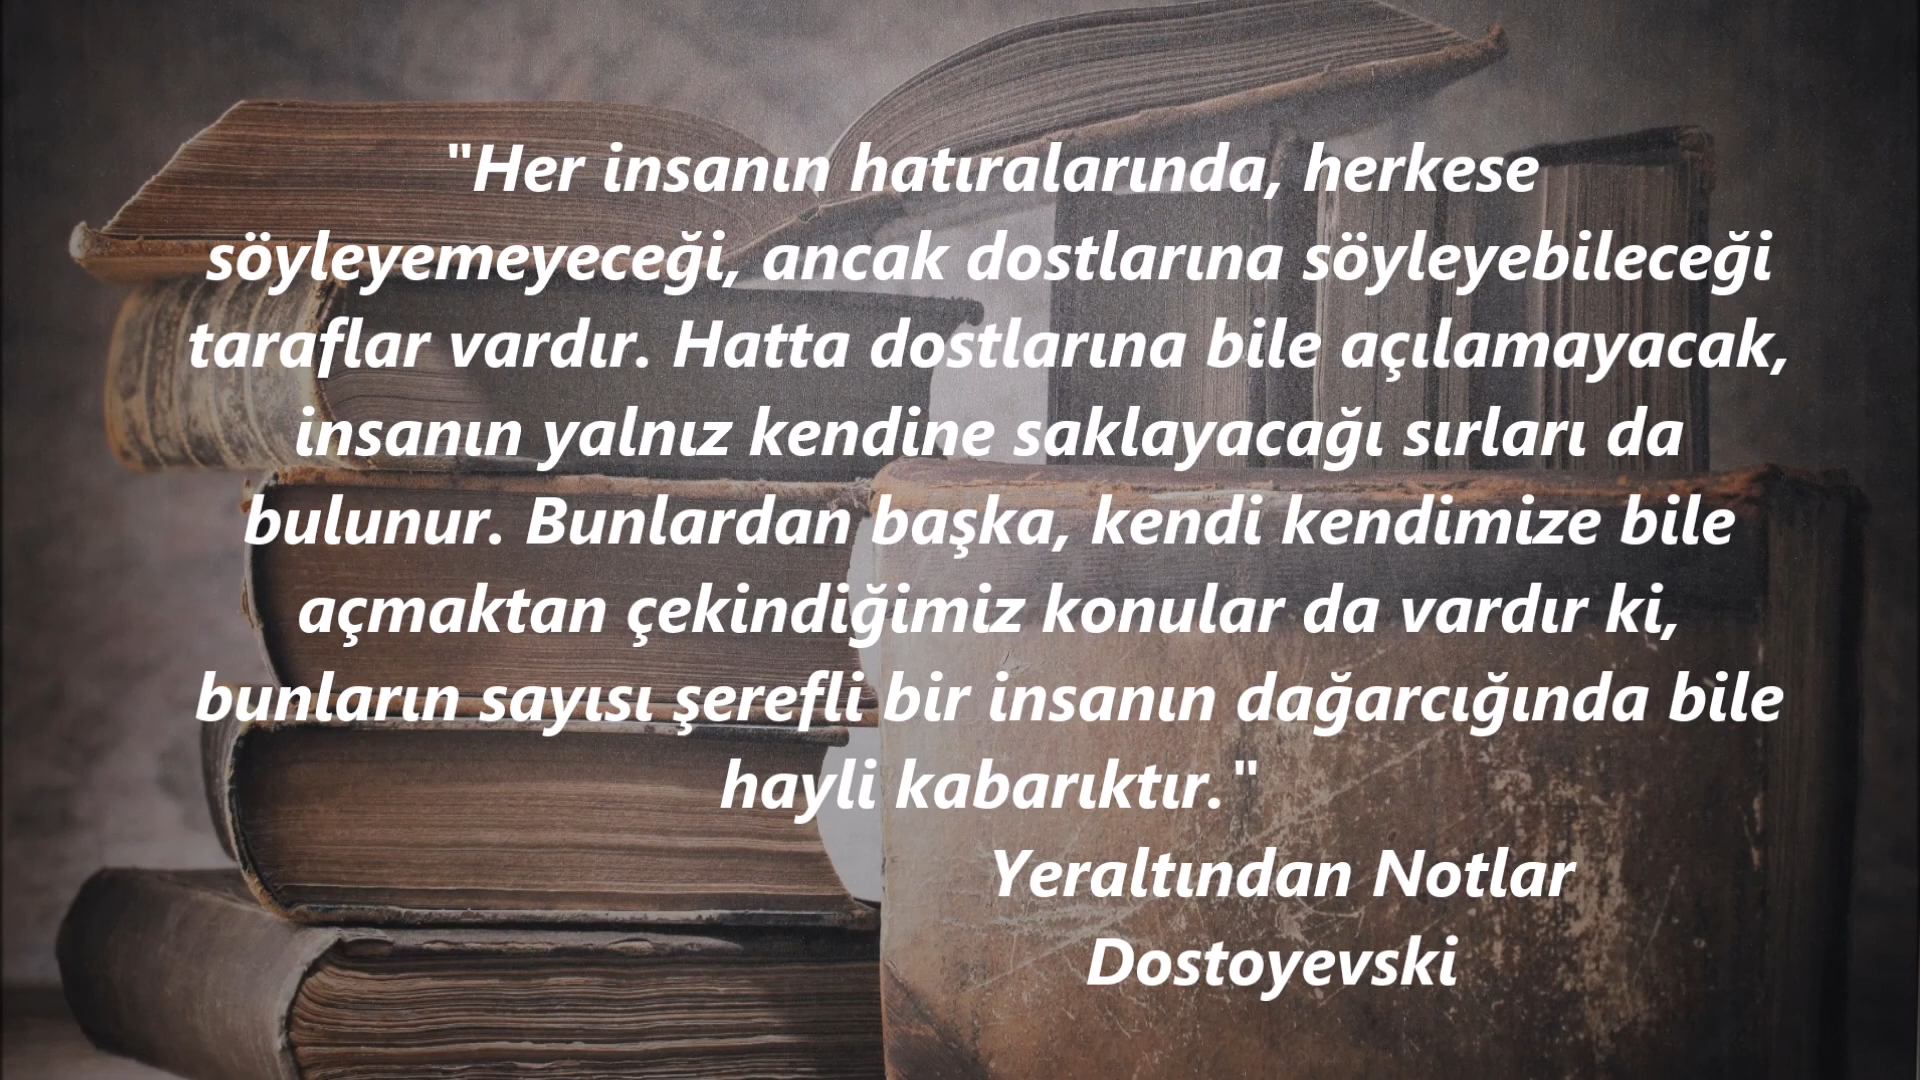 "Her insanın hatıralarında, herkese
söyleyemeyeceği, ancak dostlarına söyleyebileceği
taraflar vardır. Hatta dostlarına bile açılamayacak,
insanın yalnız kendine saklayacağı sırları da
bulunur. Bunlardan başka, kendi kendimize bile
açmaktan çekindiğimiz konular da vardır ki,
bunların sayısı şerefli bir insanın dağarcığında bile
hayli kabarıktır."
Yeraltından Notlar
Dostoyevski